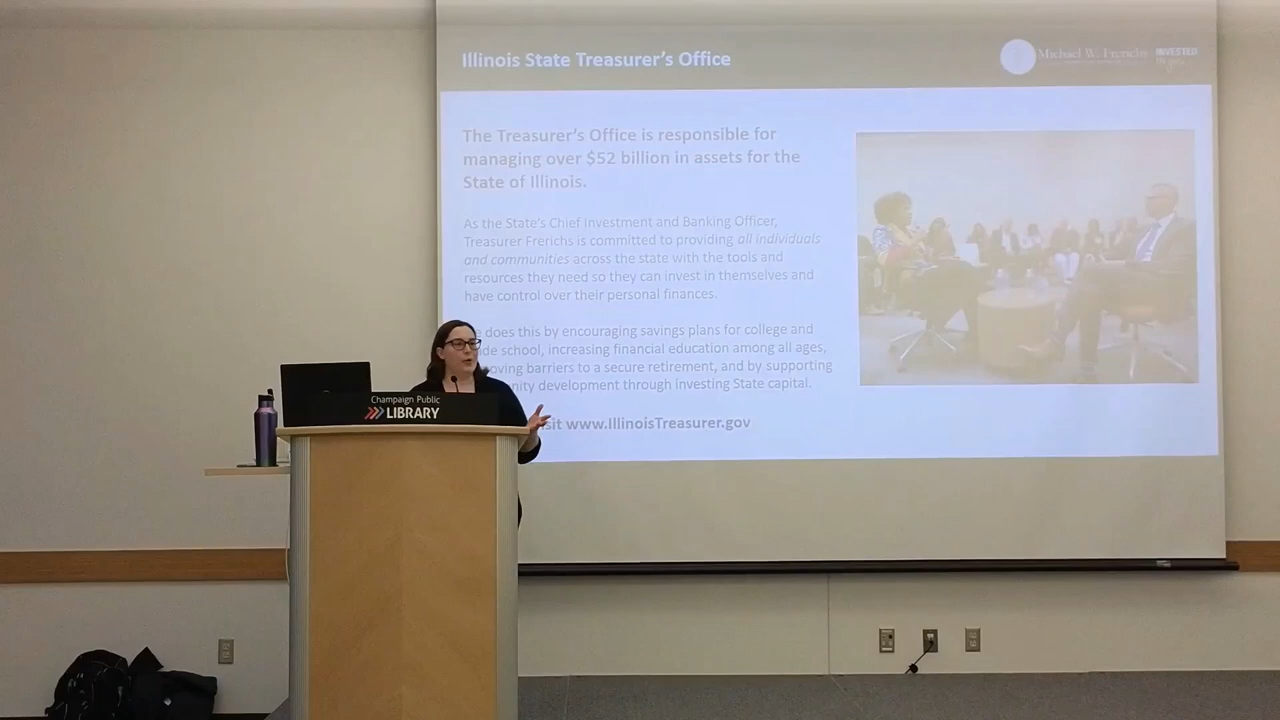 Illinois State Treasurer's Office
Michael W. Frerichs
INVESTED
The Treasurer's Office is responsible for
managing over $52 billion in assets for the
State of Illinois.
As the State's Chief Investment and Banking Officer,
Treasurer Frerichs is committed to providing all individuals
and communities across the state with the tools and
resources they need so they can invest in themselves and
have control over their personal finances.
does this by encouraging savings plans for college and
school, increasing financial education among all ages,
barriers to a secure retirement, and by supporting
development through investing State capital.
www.IllinoisTreasurer.gov
Champaign Public
LIBRARY